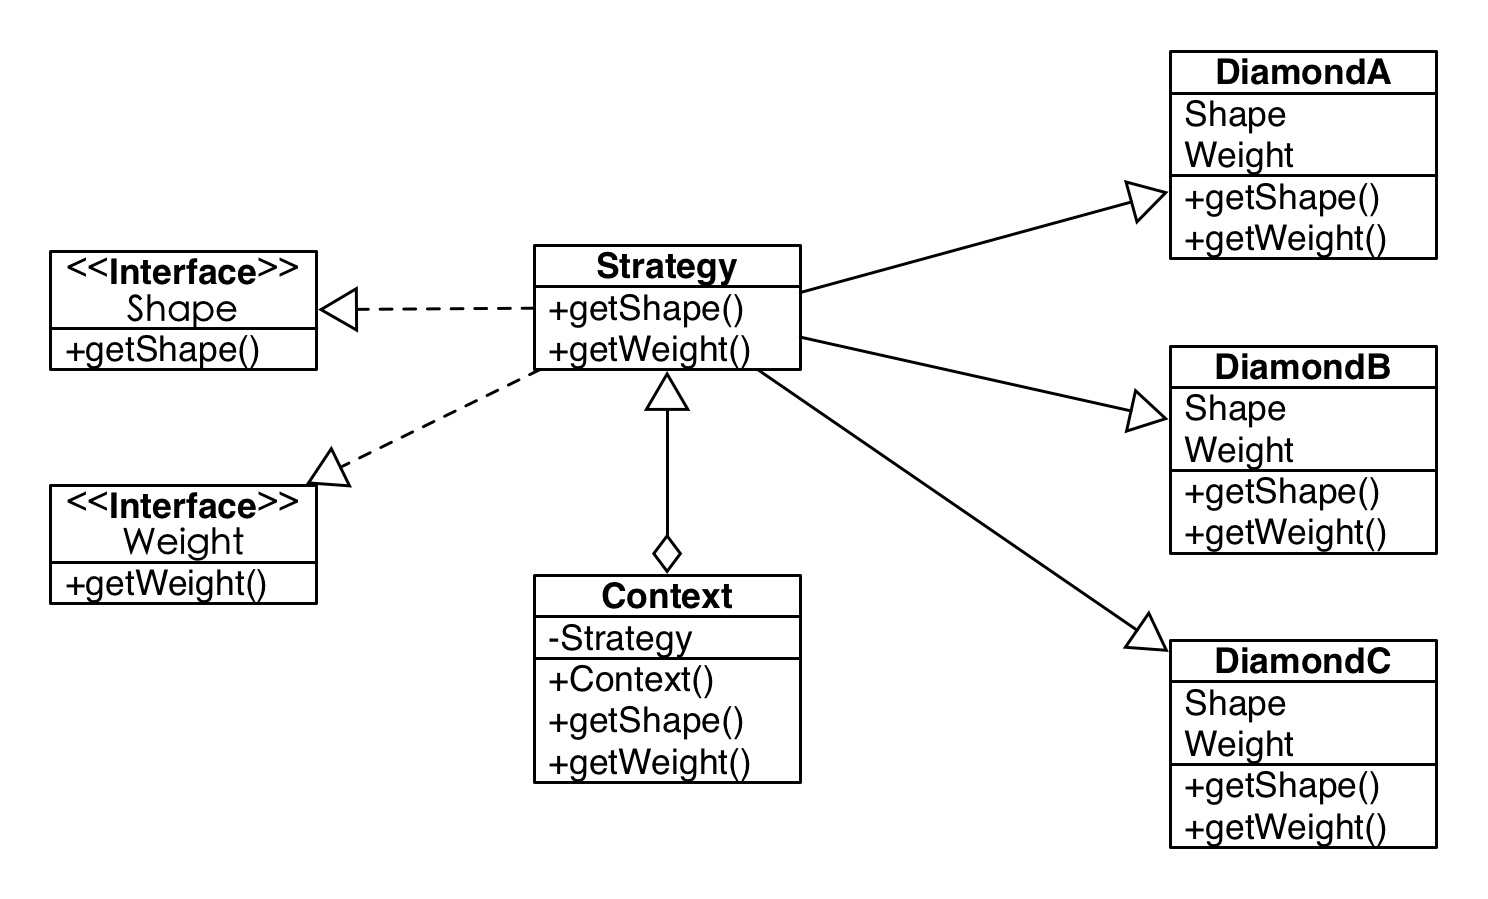 <<Interface>>
Shape
+getShape()
<<Interface>>
Weight
+getWeight()
Strategy
+getShape()
+getWeight()
Context
-Strategy
+Context()
+getShape()
+getWeight()
DiamondA
Shape
Weight
+getShape()
+getWeight()
DiamondB
Shape
Weight
+getShape()
+getWeight()
DiamondC
Shape
Weight
+getShape()
+getWeight()